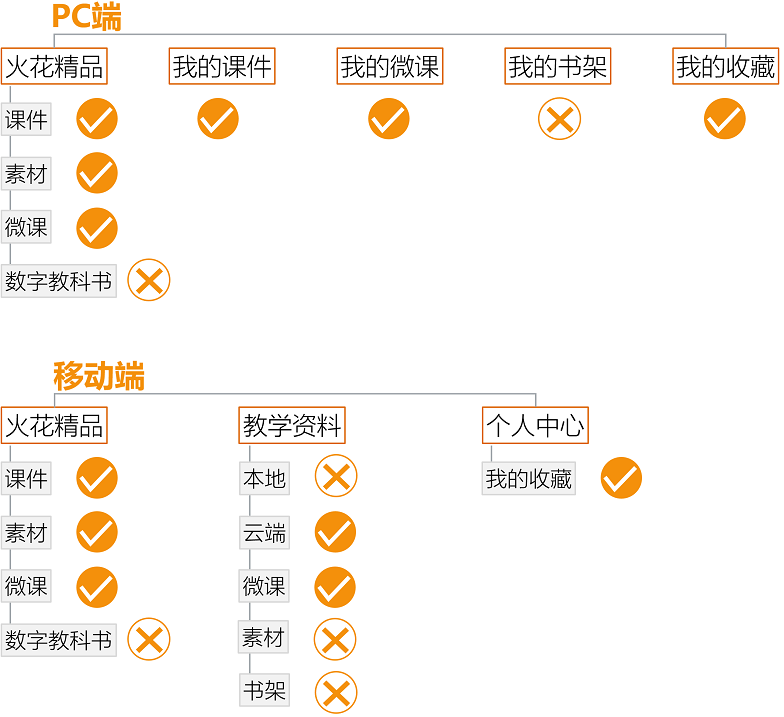 PC端
火花精品 我的课件 我的微课 我的书架 我的收藏
课件
素材
微课
数字教科书
移动端
火花精品 教学资料 个人中心
课件 本地 我的收藏
素材 云端
微课 微课
数字教科书 素材
书架